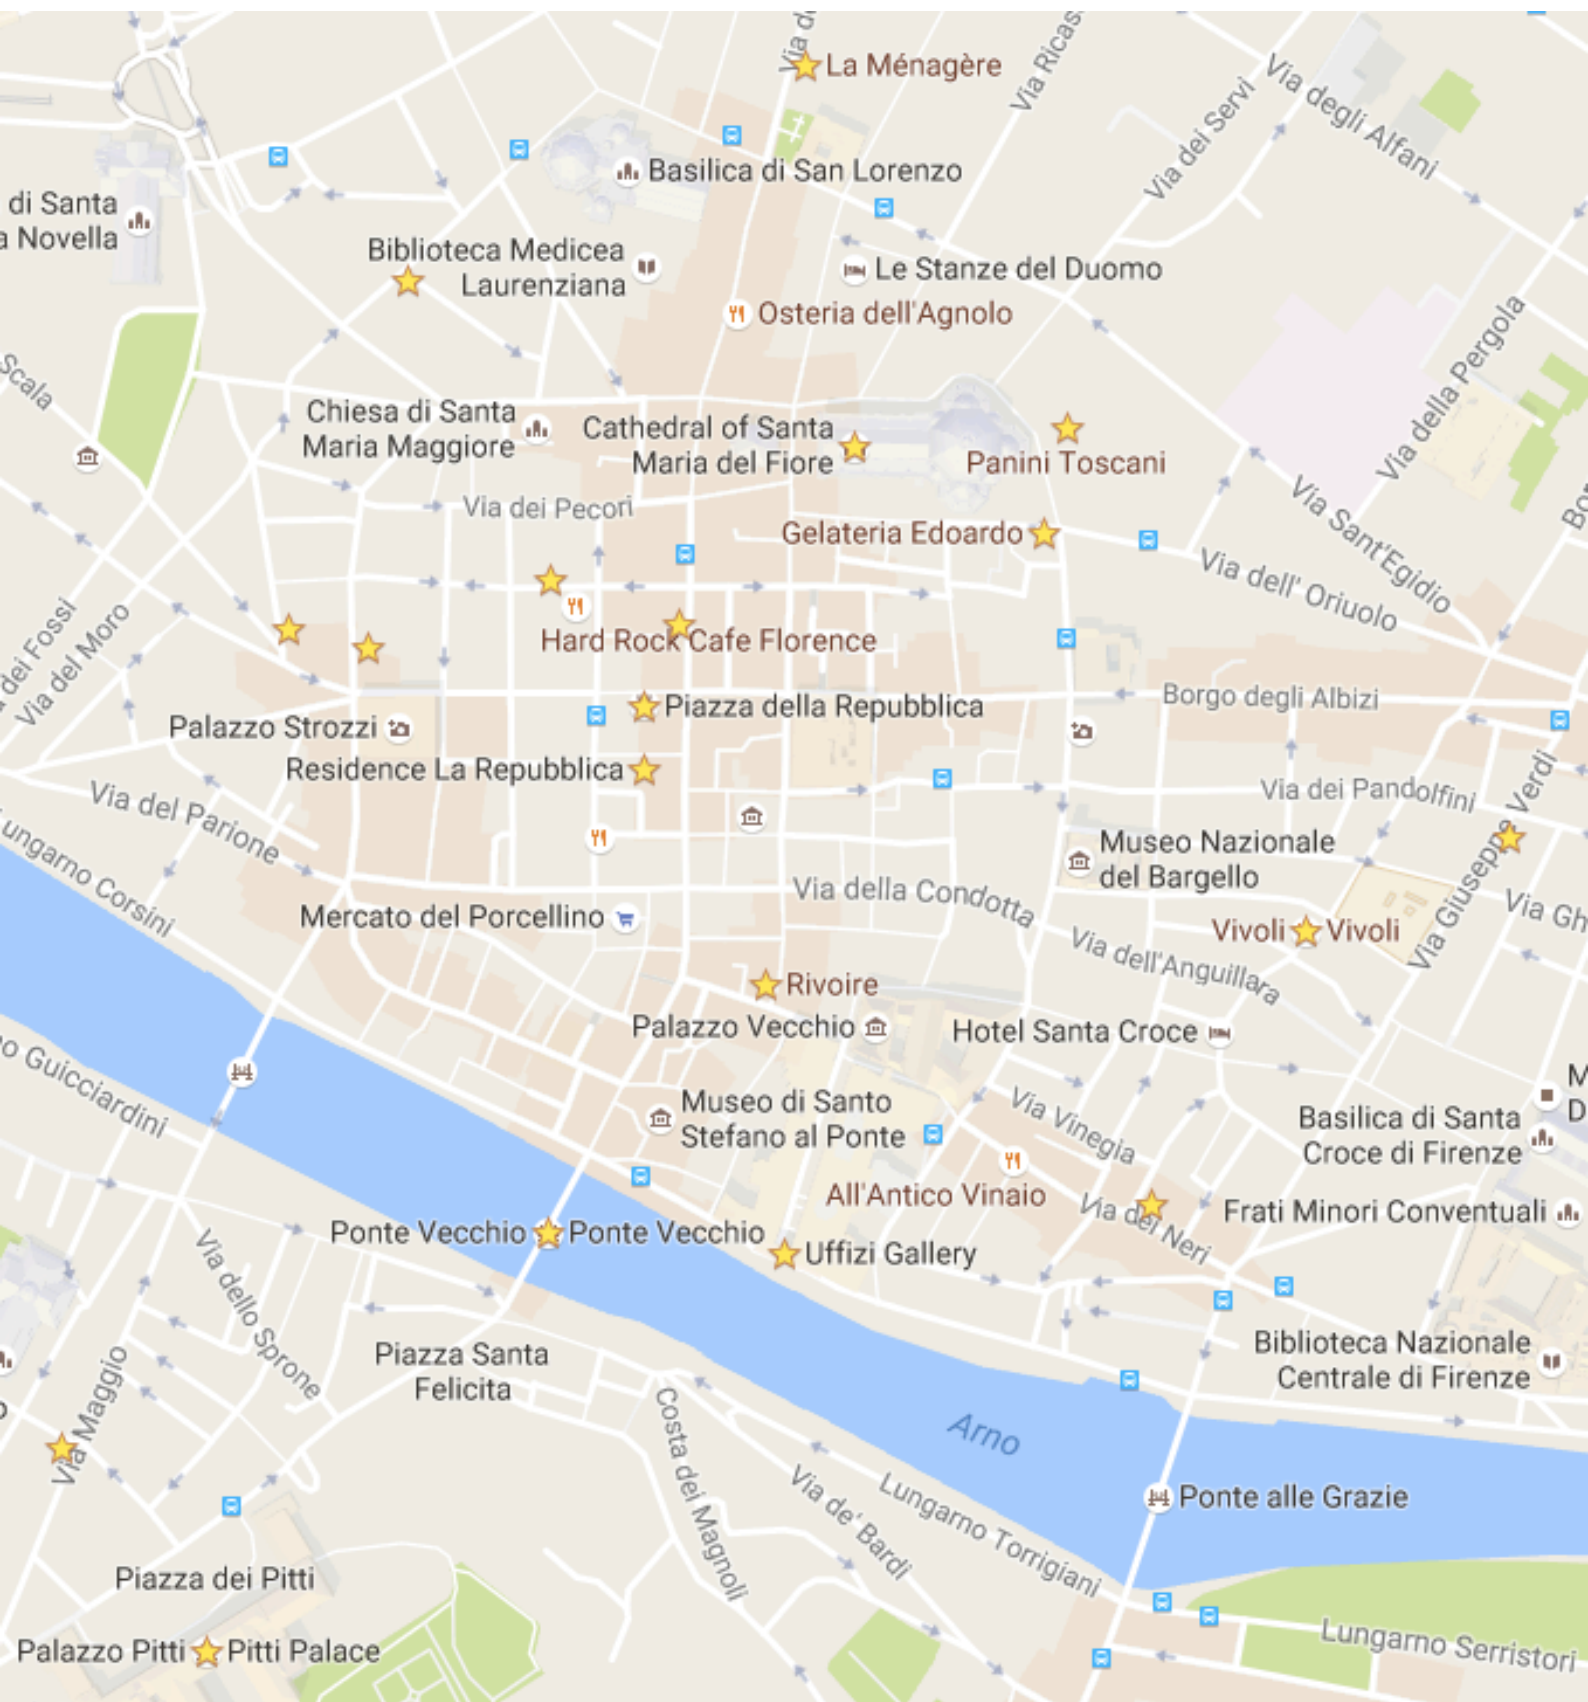 Via de
La Ménagère
Via Ricas
Via degli Alfani
Via dei Servi
Basilica di San Lorenzo
di Santa
a Novella
Biblioteca Medicea
Laurenziana
Le Stanze del Duomo
Osteria dell'Agnolo
Via della Pergola
Scala
Chiesa di Santa
Maria Maggiore
Cathedral of Santa
Maria del Fiore
Panini Toscani
Via dei Pecori
Via Sant'Egidio
Bo
Gelateria Edoardo
Via dell' Oriuolo
dei Fossi
Via del Moro
Hard Rock Cafe Florence
Piazza della Repubblica
Borgo degli Albizi
Palazzo Strozzi
Residence La Repubblica
Via dei Pandolfini
Via Giuseppe Verdi
Via del Parione
Lungarno Corsini
Museo Nazionale
del Bargello
Via della Condotta
Via Gh
Mercato del Porcellino
Vivoli Vivoli
Via dell'Anguillara
Rivoire
Palazzo Vecchio
Hotel Santa Croce
o Guicciardini
Museo di Santo
Stefano al Ponte
Via Vinegia
M
D
Basilica di Santa
Croce di Firenze
All'Antico Vinaio
Via dei Neri
Frati Minori Conventuali
Ponte Vecchio Ponte Vecchio
Uffizi Gallery
Via dello Sprone
Piazza Santa
Felicita
Biblioteca Nazionale
Centrale di Firenze
o
Via Maggio
Costa dei Magnoli
Arno
Via de' Bardi
Lungarno Torrigiani
Ponte alle Grazie
Piazza dei Pitti
Palazzo Pitti Pitti Palace
Lungarno Serristori